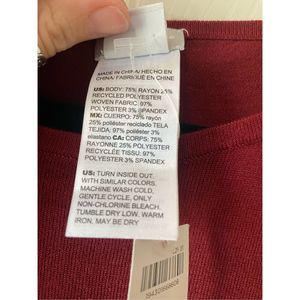 MADE IN CHINA/HECHO EN
CHINA/ FABRIQUÉ EN CHINE
US: BODY: 75% RAYON 25%
RECYCLED POLYESTER
WOVEN FABRIC: 97%
POLYESTER 3% SPANDEX
MX: CUERPO: 75% rayón
25% poliéster reciclado TELA
TEJIDA: 97% poliéster 3%
elastano CA: CORPS: 75%
RAYONNE 25% POLYESTER
RECYCLÉ TISSU: 97%
POLYESTER 3% SPANDEX
US: TURN INSIDE OUT.
WITH SIMILAR COLORS.
MACHINE WASH COLD,
GENTLE CYCLE, ONLY
NON-CHLORINE BLEACH.
TUMBLE DRY LOW. WARM
IRON, MAY BE DRY